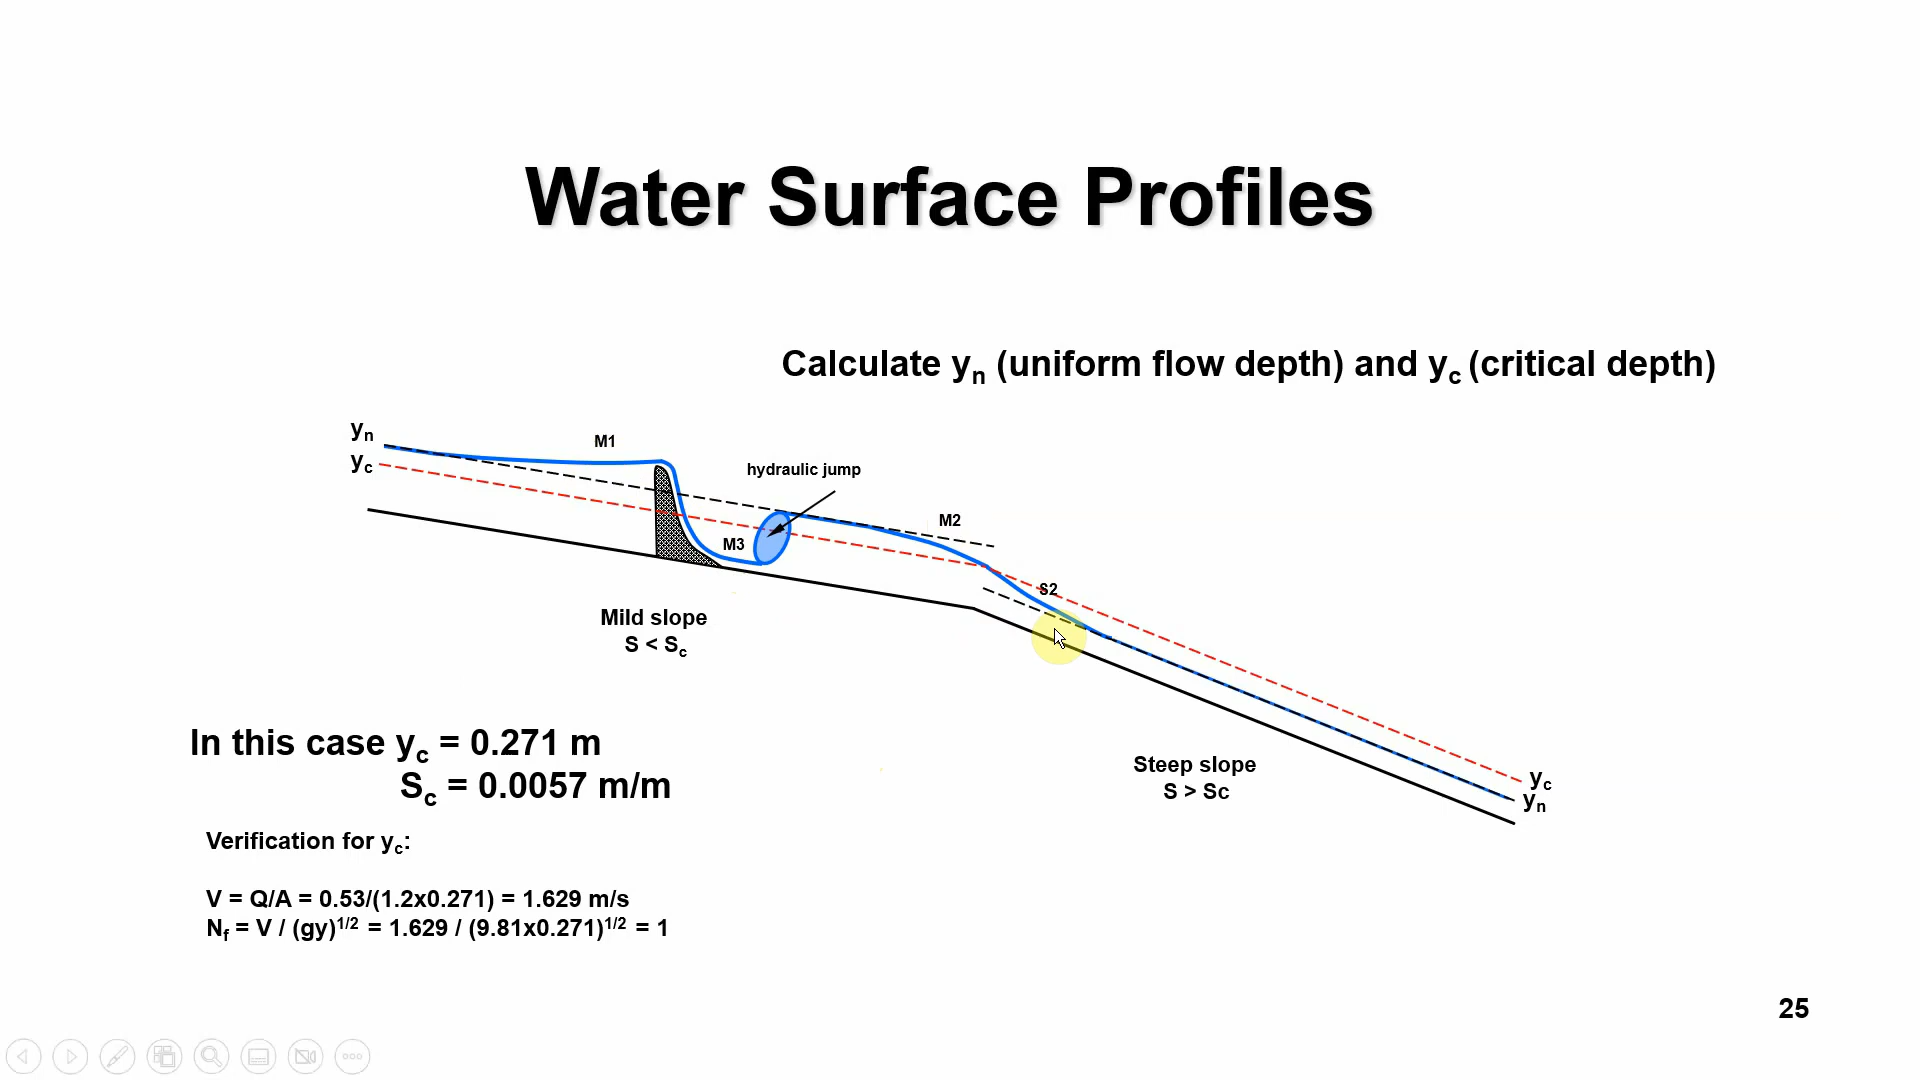 Water Surface Profiles
Calculate yn (uniform flow depth) and yc (critical depth)
yn
yc
M1
hydraulic jump
M2
M3
S2
Mild slope
S < Sc
In this case yc = 0.271 m
Sc = 0.0057 m/m
Steep slope
S > Sc
yc
yn
Verification for yc:
V = Q/A = 0.53/(1.2x0.271) = 1.629 m/s
Nf = V / (gy)1/2 = 1.629 / (9.81x0.271)1/2 = 1
25